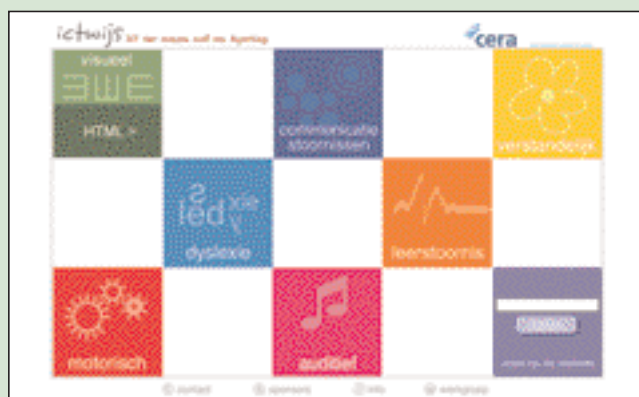 ictwijs
cera
visueel
HTML >
communicatie
stoornissen
verstandelijk
dyslexie
leerstoornis
motorisch
auditief
contact sponsors info werkgroep